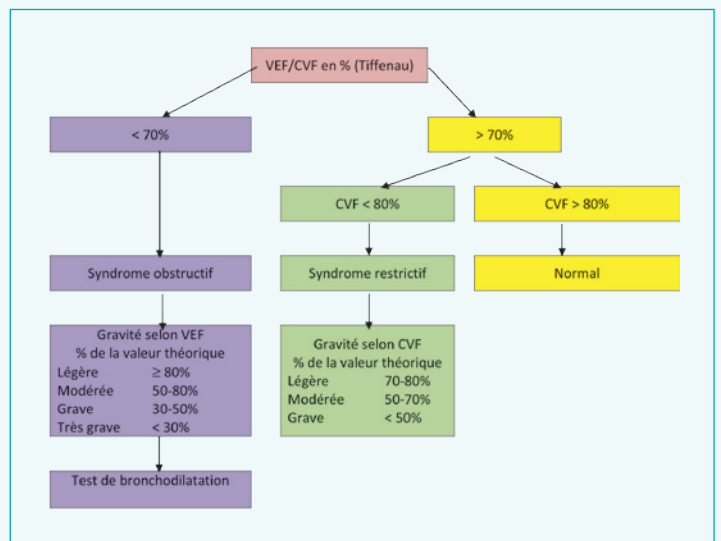 VEF/CVF en % (Tiffenau)
< 70%
> 70%
CVF < 80%
CVF > 80%
Syndrome obstructif
Syndrome restrictif
Normal
Gravité selon VEF
% de la valeur théorique
Légère ≥ 80%
Modérée 50-80%
Grave 30-50%
Très grave < 30%
Gravité selon CVF
% de la valeur théorique
Légère 70-80%
Modérée 50-70%
Grave < 50%
Test de bronchodilatation